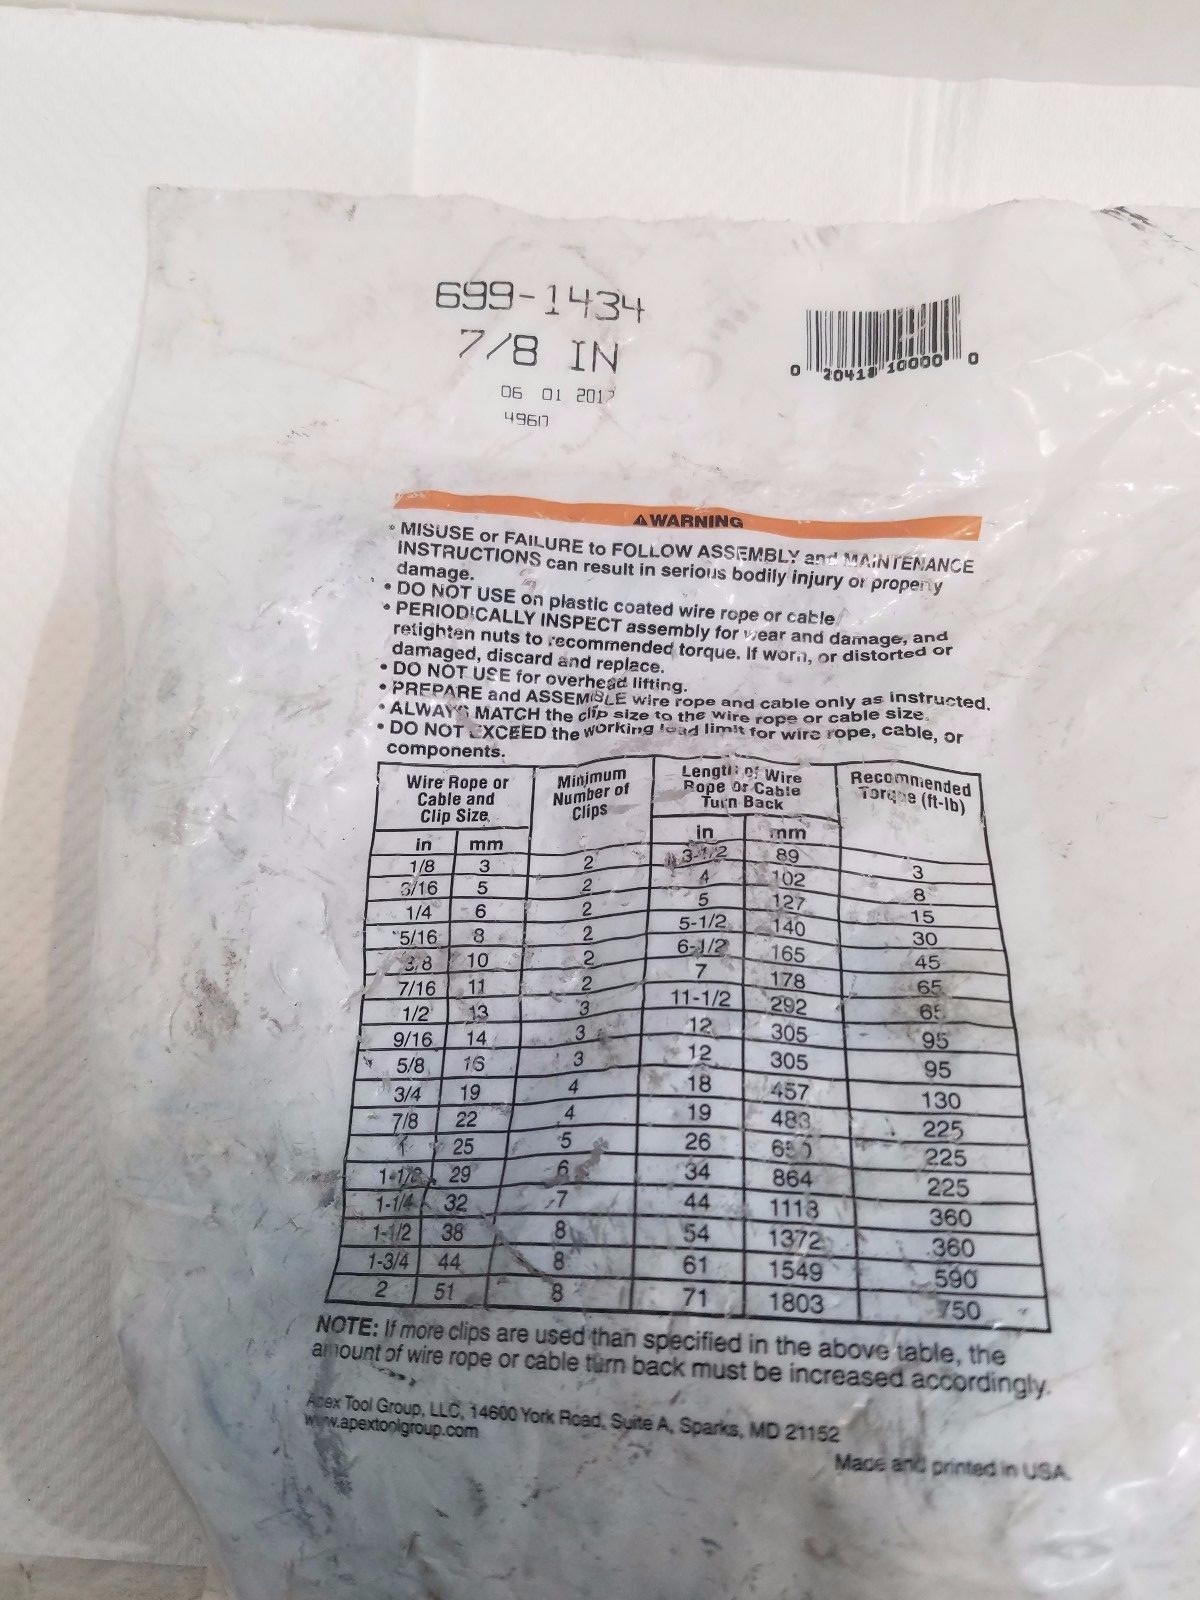 699-1434
7/8 IN
06 01 2017
0 20418 10000 0
⚠WARNING
• MISUSE or FAILURE to FOLLOW ASSEMBLY and MAINTENANCE
INSTRUCTIONS can result in serious bodily injury or property
damage.
• DO NOT USE on plastic coated wire rope or cable
• PERIODICALLY INSPECT assembly for wear and damage, and
retighten nuts to recommended torque. If worn, or distorted or
damaged, discard and replace.
• DO NOT USE for overhead lifting.
• PREPARE and ASSEMBLE wire rope and cable only as instructed.
• ALWAYS MATCH the clip size to the wire rope or cable size.
• DO NOT EXCEED the working load limit for wire rope, cable, or
components.
Wire Rope or Cable and Clip Size Minimum Number of Clips Length of Wire Rope or Cable Turn Back Recommended Torque (ft-lb)
in mm in mm
1/8 3 2 3-1/2 89 3
3/16 5 2 4 102 8
1/4 6 2 5 127 15
5/16 8 2 5-1/2 140 30
3/8 10 2 6-1/2 165 45
7/16 11 2 7 178 65
1/2 13 3 11-1/2 292 65
9/16 14 3 12 305 95
5/8 16 3 12 305 95
3/4 19 4 18 457 130
7/8 22 4 19 483 225
1 25 5 26 660 225
1-1/8 29 6 34 864 225
1-1/4 32 7 44 1118 360
1-1/2 38 8 54 1372 360
1-3/4 44 8 61 1549 590
2 51 8 71 1803 750
NOTE: If more clips are used than specified in the above table, the
amount of wire rope or cable turn back must be increased accordingly.
Apex Tool Group, LLC, 14600 York Road, Suite A, Sparks, MD 21152
www.apextoolgroup.com
Made and printed in USA.